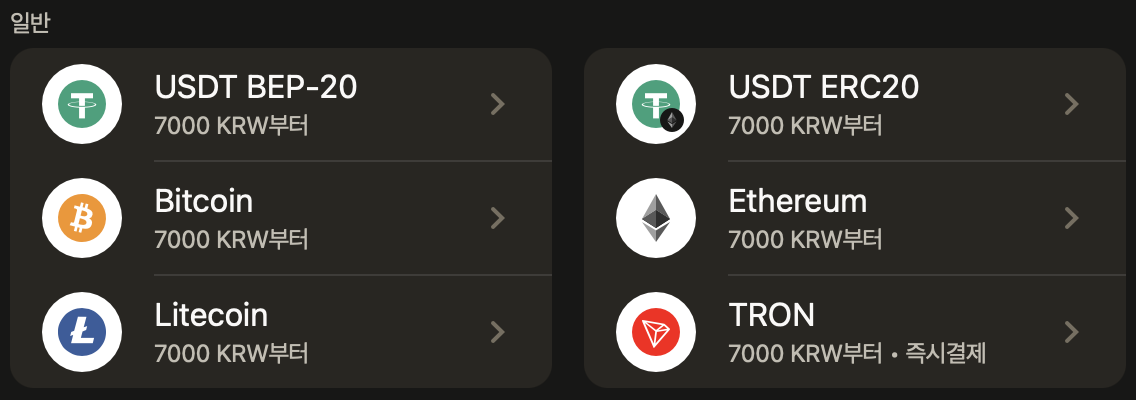 일반
USDT BEP-20
7000 KRW부터
USDT ERC20
7000 KRW부터
Bitcoin
7000 KRW부터
Ethereum
7000 KRW부터
Litecoin
7000 KRW부터
TRON
7000 KRW부터 • 즉시결제